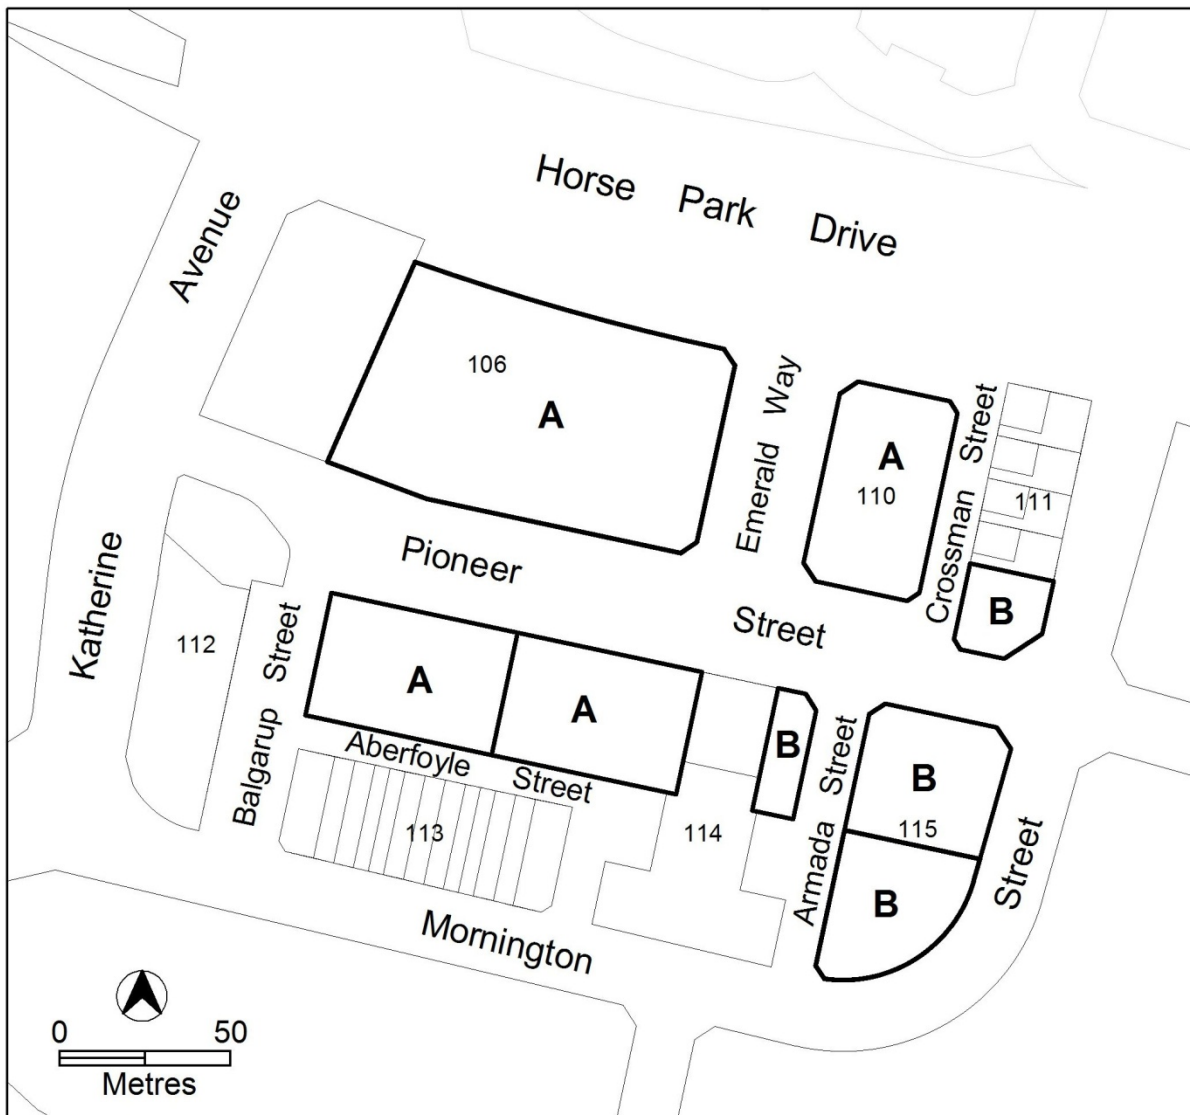 Horse Park Drive
Avenue
106
A
Emerald Way
A
110
Crossman Street
111
B
Katherine
Pioneer Street
112
Balgarup Street
A
A
B
Aberfoyle Street
113
114
Armada Street
B
115
B
Street
Mornington
0 50
Metres